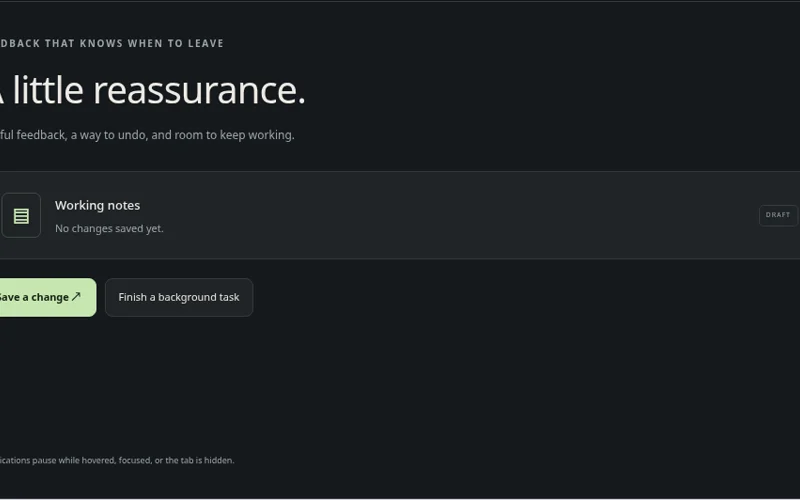 DBACK THAT KNOWS WHEN TO LEAVE
A little reassurance.
ful feedback, a way to undo, and room to keep working.
Working notes
No changes saved yet.
DRAFT
Save a change ↗
Finish a background task
ications pause while hovered, focused, or the tab is hidden.